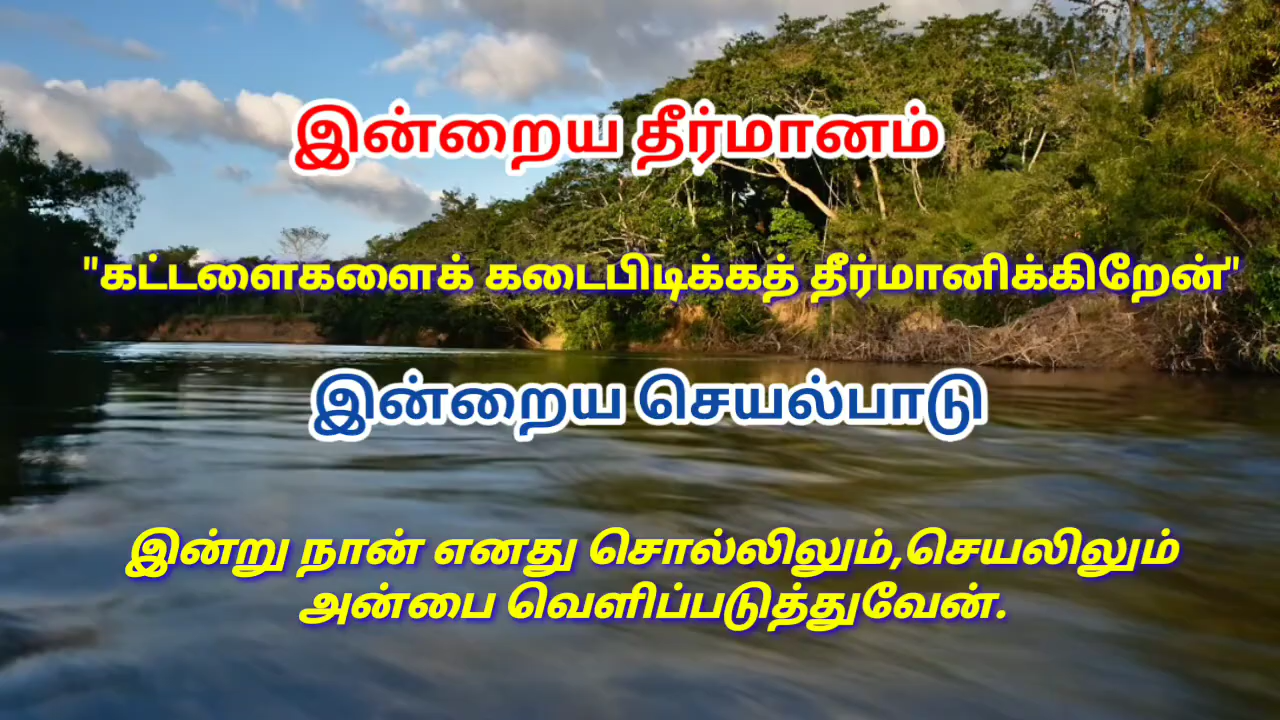 இன்றைய தீர்மானம்
"கட்டளைகளைக் கடைபிடிக்கத் தீர்மானிக்கிறேன்"
இன்றைய செயல்பாடு
இன்று நான் எனது சொல்லிலும்,செயலிலும்
அன்பை வெளிப்படுத்துவேன்.